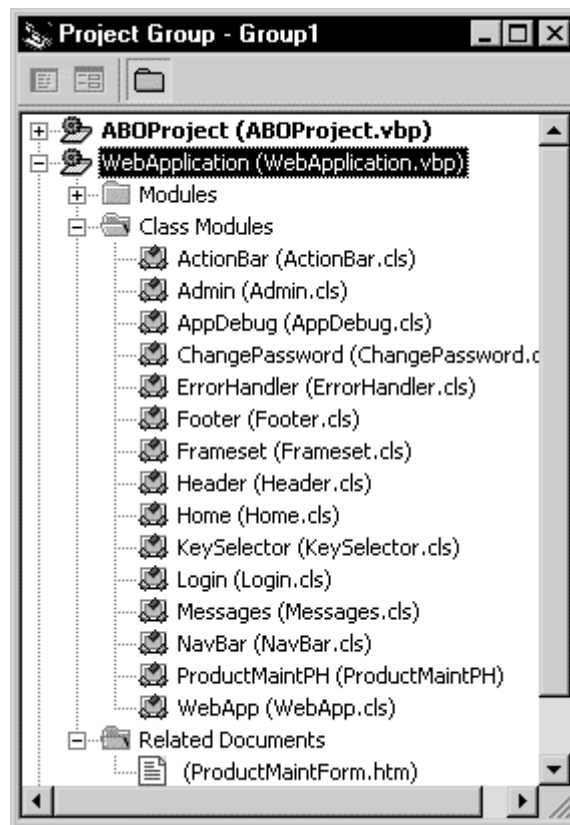 Project Group - Group1
ABOProject (ABOProject.vbp)
WebApplication (WebApplication.vbp)
Modules
Class Modules
ActionBar (ActionBar.cls)
Admin (Admin.cls)
AppDebug (AppDebug.cls)
ChangePassword (ChangePassword.c
ErrorHandler (ErrorHandler.cls)
Footer (Footer.cls)
Frameset (Frameset.cls)
Header (Header.cls)
Home (Home.cls)
KeySelector (KeySelector.cls)
Login (Login.cls)
Messages (Messages.cls)
NavBar (NavBar.cls)
ProductMaintPH (ProductMaintPH)
WebApp (WebApp.cls)
Related Documents
(ProductMaintForm.htm)